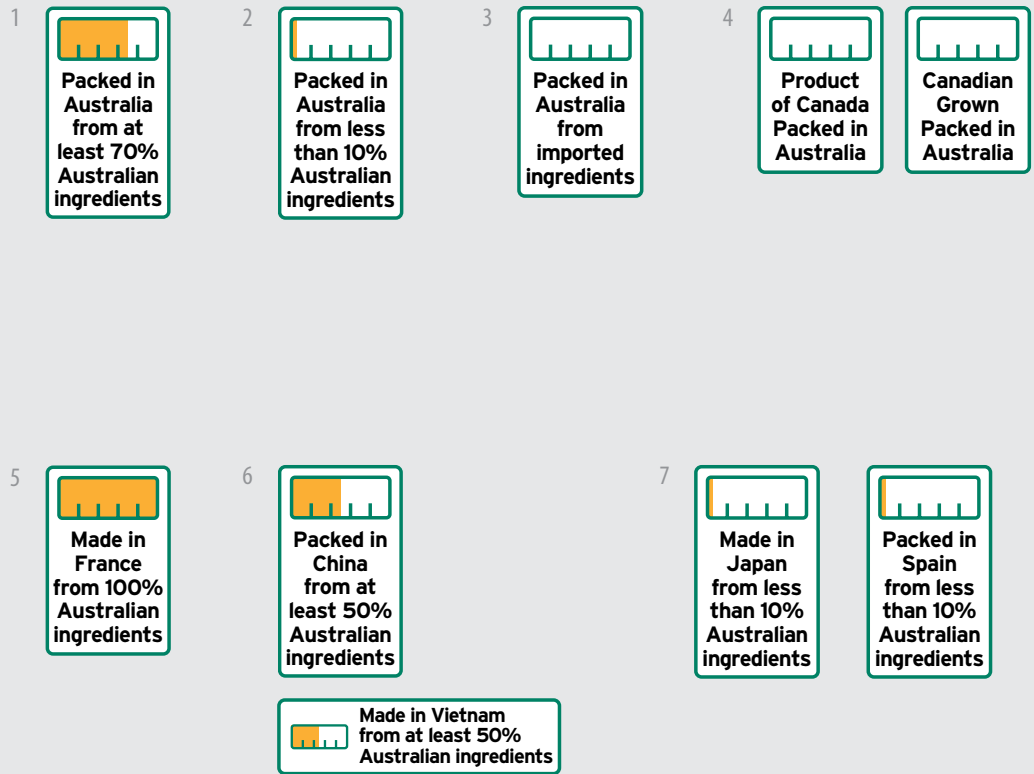 1
Packed in
Australia
from at
least 70%
Australian
ingredients
2
Packed in
Australia
from less
than 10%
Australian
ingredients
3
Packed in
Australia
from
imported
ingredients
4
Product
of Canada
Packed in
Australia
Canadian
Grown
Packed in
Australia
5
Made in
France
from 100%
Australian
ingredients
6
Packed in
China
from at
least 50%
Australian
ingredients
Made in Vietnam
from at least 50%
Australian ingredients
7
Made in
Japan
from less
than 10%
Australian
ingredients
Packed in
Spain
from less
than 10%
Australian
ingredients